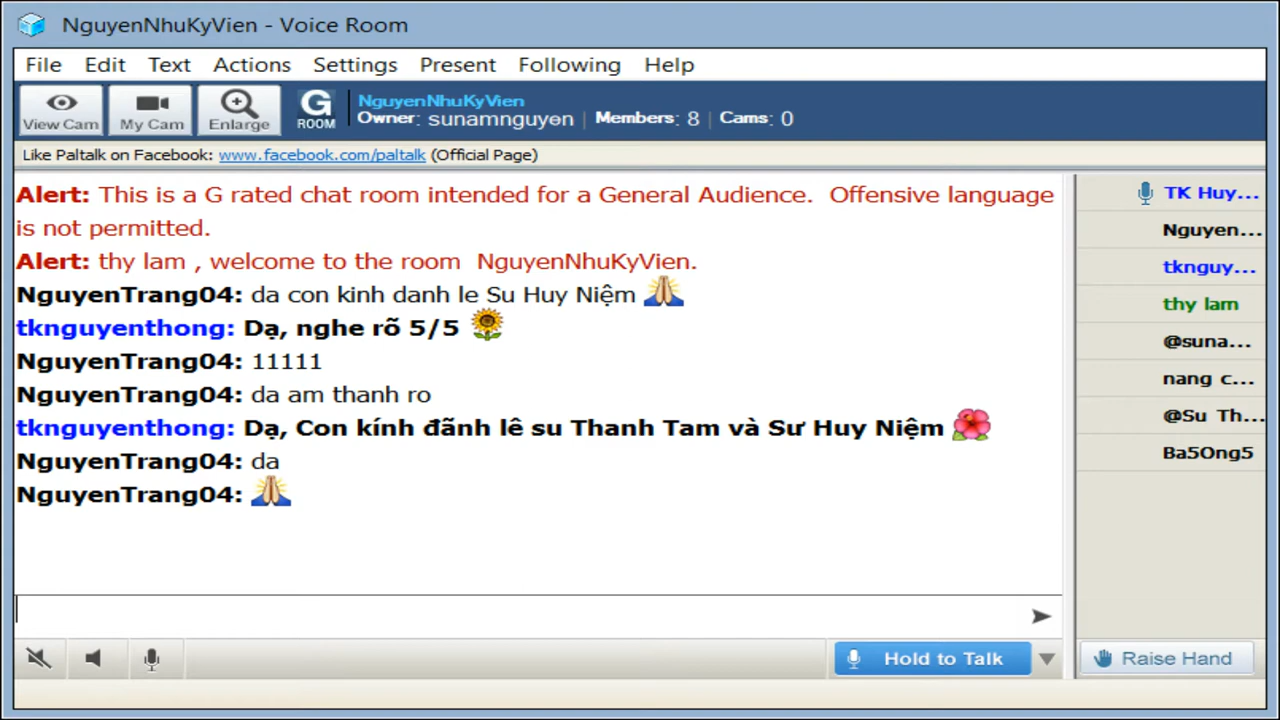 NguyenNhuKyVien - Voice Room
File Edit Text Actions Settings Present Following Help
View Cam My Cam Enlarge G ROOM
NguyenNhuKyVien
Owner: sunamnguyen | Members: 8 | Cams: 0
Like Paltalk on Facebook: www.facebook.com/paltalk (Official Page)
Alert: This is a G rated chat room intended for a General Audience. Offensive language
is not permitted.
Alert: thy lam , welcome to the room NguyenNhuKyVien.
NguyenTrang04: da con kinh danh le Su Huy Niệm
tknguyenthong: Dạ, nghe rõ 5/5
NguyenTrang04: 11111
NguyenTrang04: da am thanh ro
tknguyenthong: Dạ, Con kính đãnh lê su Thanh Tam và Sư Huy Niệm
NguyenTrang04: da
NguyenTrang04:
TK Huy...
Nguyen...
tknguy...
thy lam
@suna...
nang c...
@Su Th...
Ba5Ong5
Hold to Talk
Raise Hand